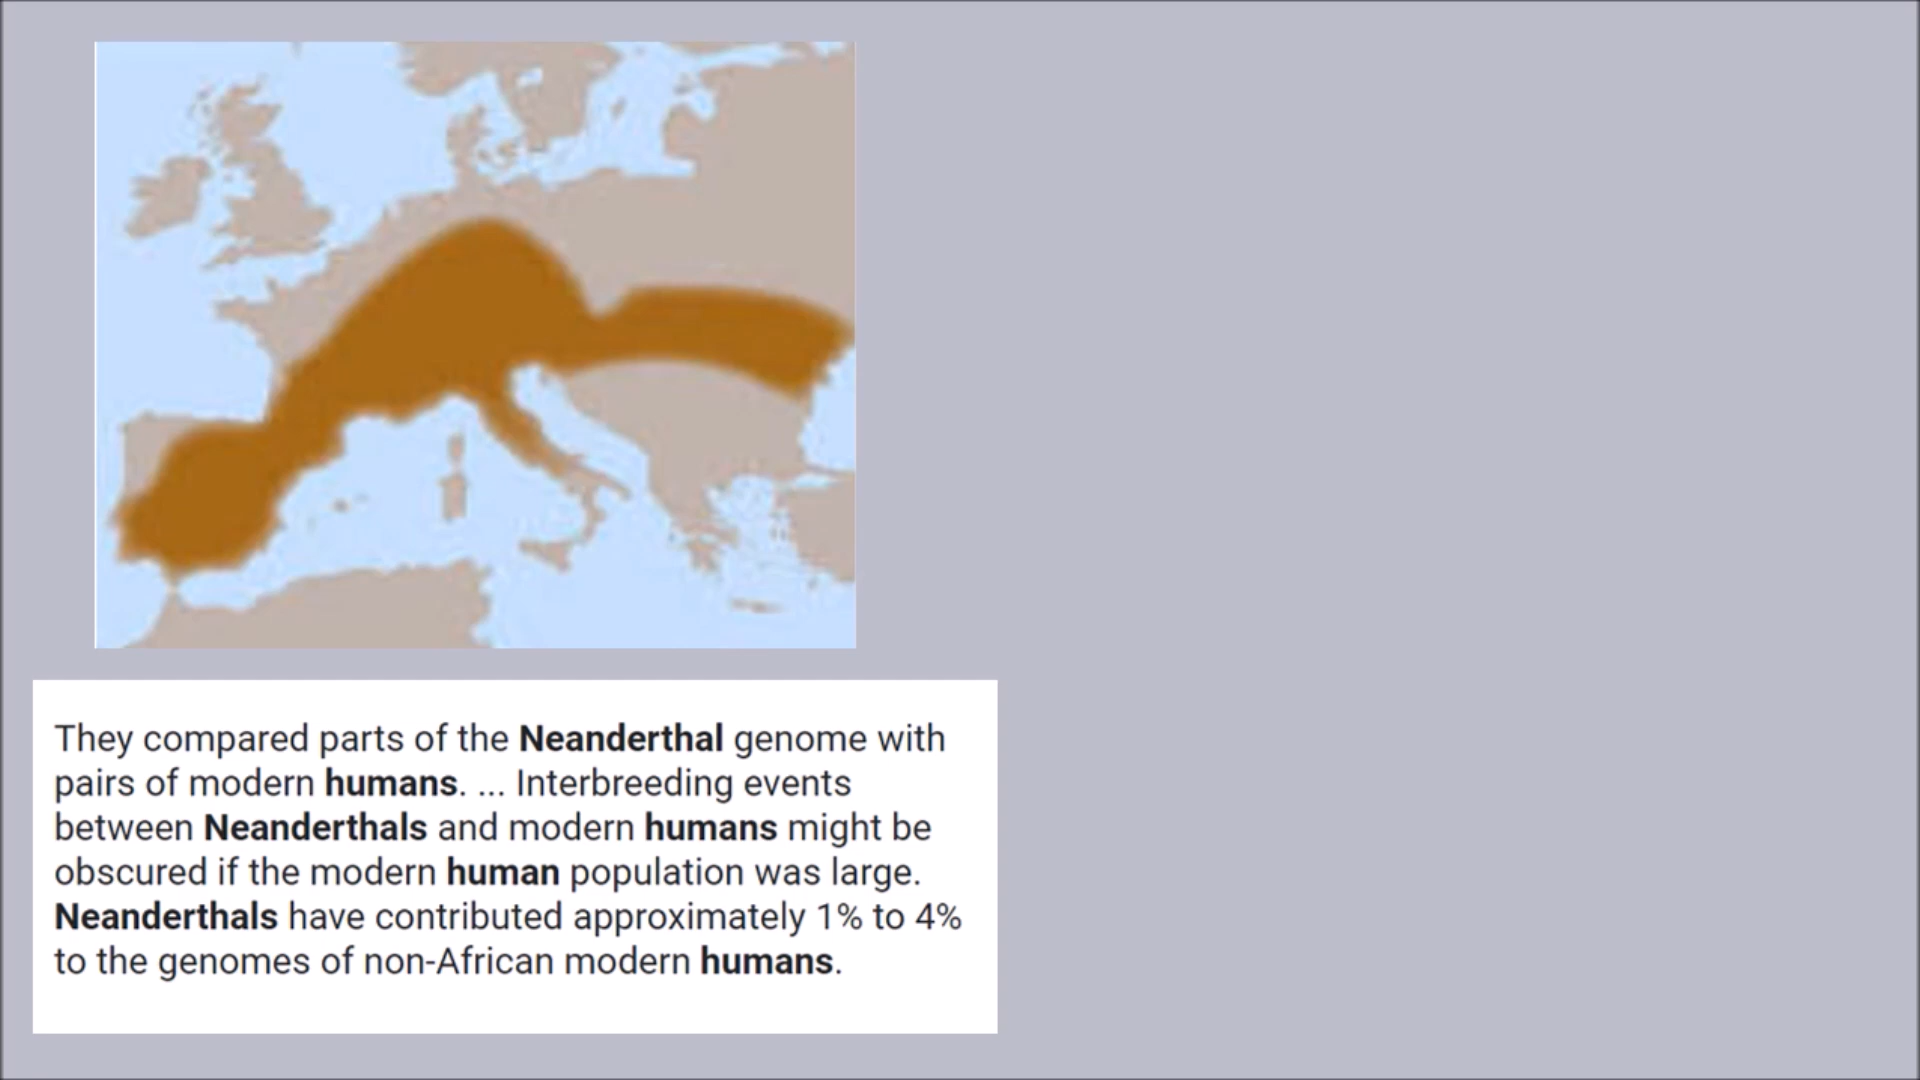 They compared parts of the Neanderthal genome with
pairs of modern humans. ... Interbreeding events
between Neanderthals and modern humans might be
obscured if the modern human population was large.
Neanderthals have contributed approximately 1% to 4%
to the genomes of non-African modern humans.